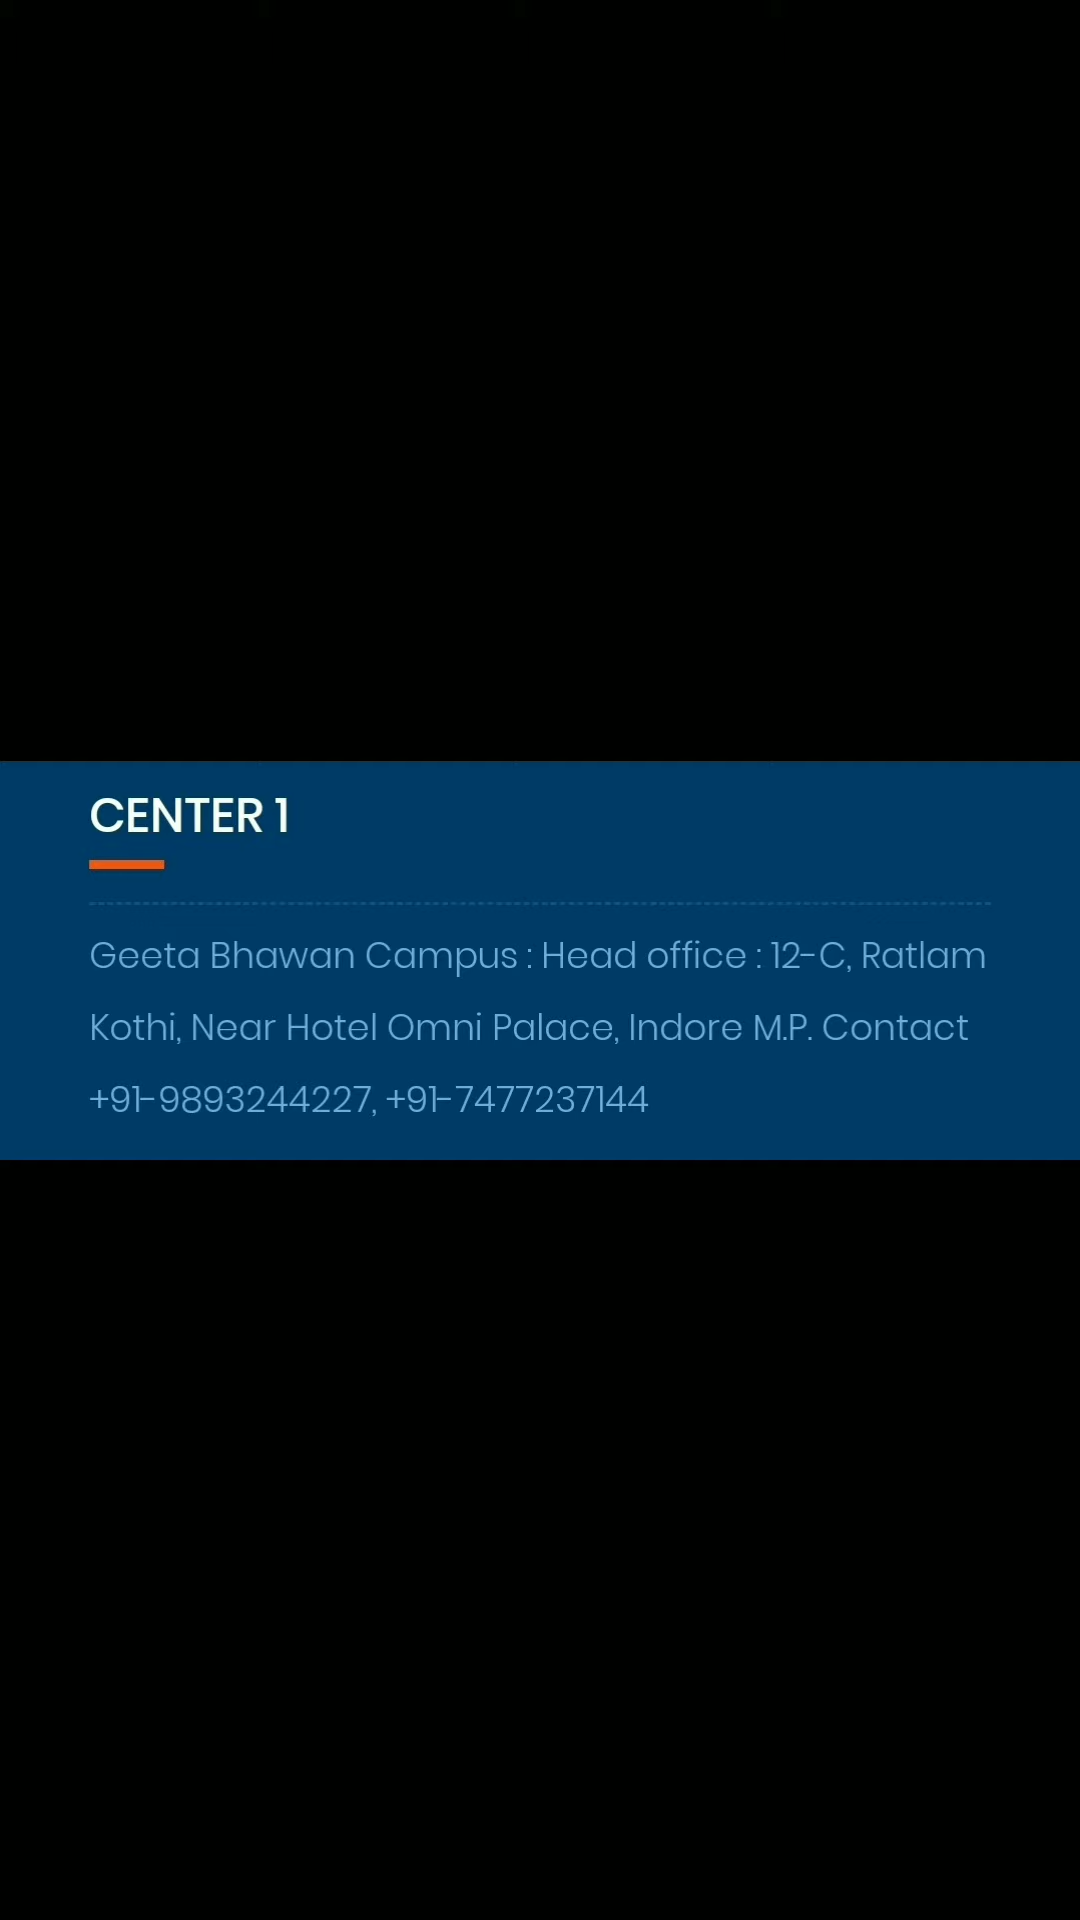 CENTER 1
Geeta Bhawan Campus : Head office : 12-C, Ratlam
Kothi, Near Hotel Omni Palace, Indore M.P. Contact
+91-9893244227, +91-7477237144